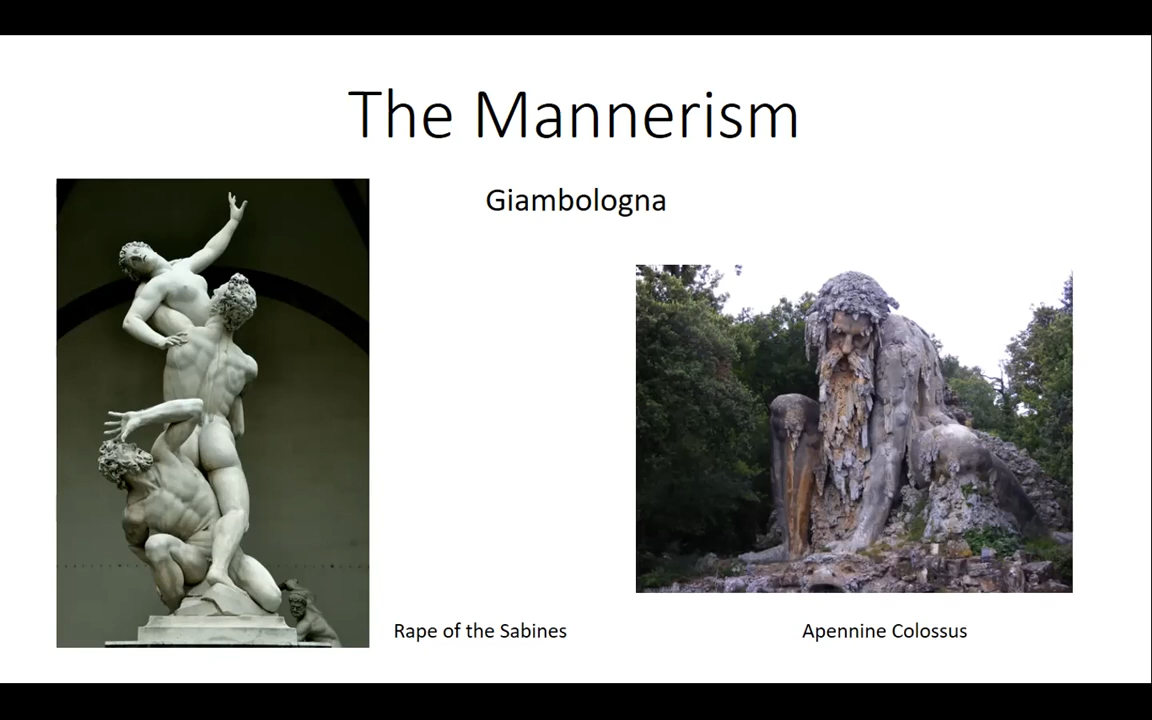 The Mannerism
Giambologna
Rape of the Sabines
Apennine Colossus